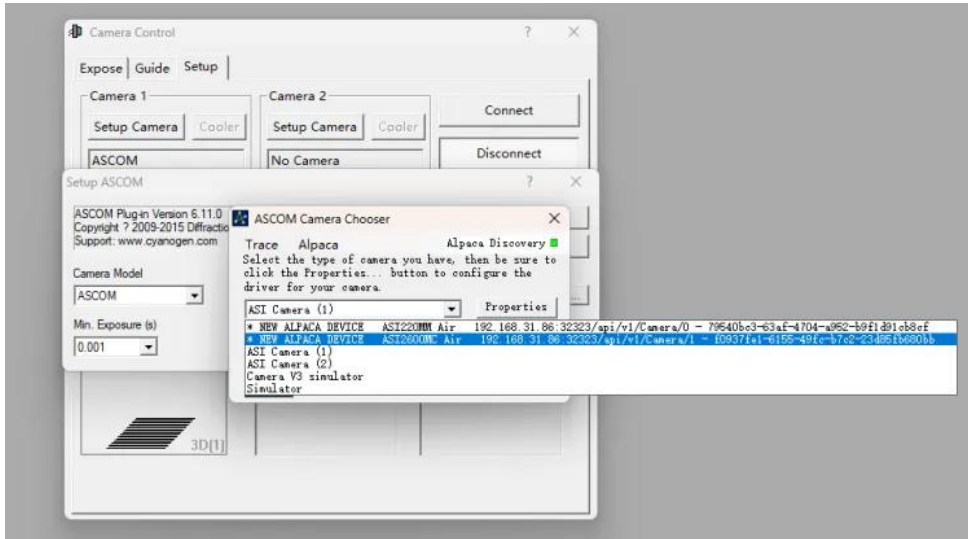 Camera Control ? ×
Expose Guide Setup
Camera 1 Camera 2
Connect
Setup Camera Cooler Setup Camera Cooler
Disconnect
ASCOM No Camera
Setup ASCOM ? ×
ASCOM Plug-in Version 6.11.0
Copyright ? 2009-2015 Diffractio
Support: www.cyanogen.com
Camera Model
ASCOM
Min. Exposure (s)
0.001
ASCOM Camera Chooser ×
Trace Alpaca Alpaca Discovery
Select the type of camera you have, then be sure to
click the Properties... button to configure the
driver for your camera.
ASI Camera (1) Properties ...
* NEW ALPACA DEVICE ASI220MM Air 192.168.31.86:32323/api/v1/Camera/0 - 79540bc3-63af-4704-a952-b9f1d91cb8cf
* NEW ALPACA DEVICE ASI2600MC Air 192.168.31.86:32323/api/v1/Camera/1 - f0937fe1-6155-49fc-b7c2-23d85fb680bb
ASI Camera (1)
ASI Camera (2)
Camera V3 simulator
Simulator
3D[1]